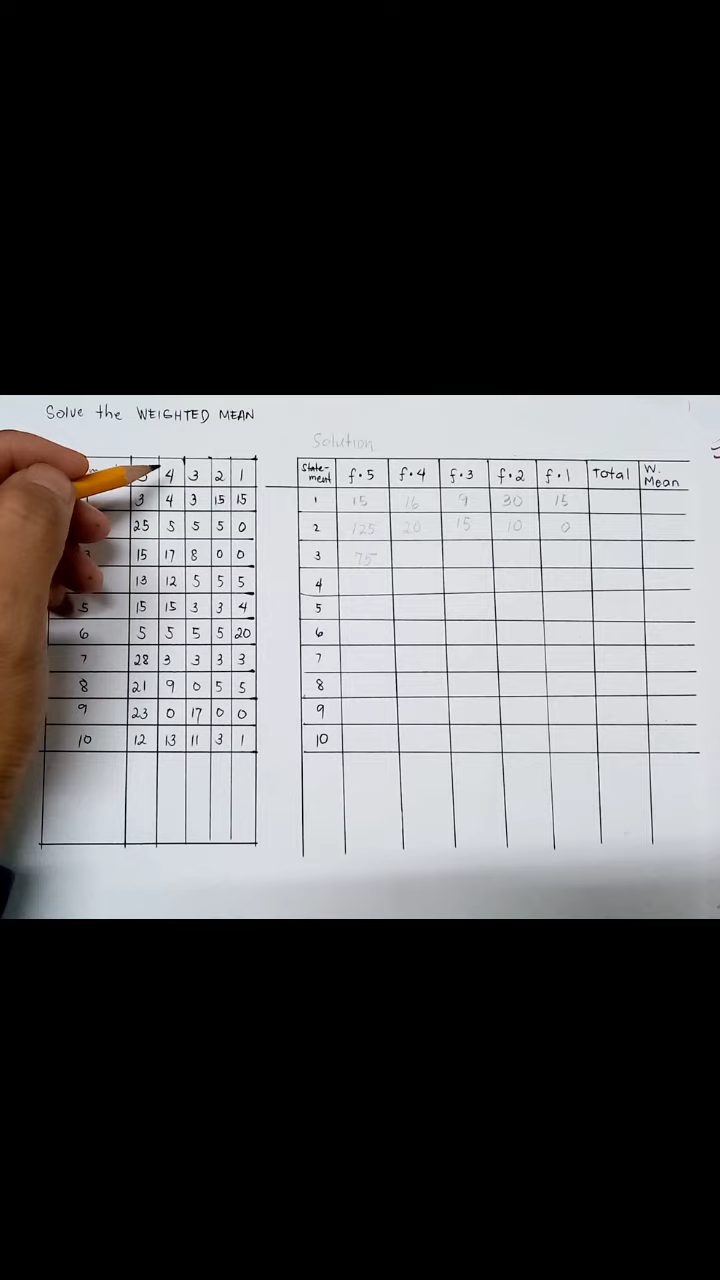 Solve the WEIGHTED MEAN
Solution
4 3 2 1
3 4 3 15 15
25 5 5 5 0
3 15 17 8 0 0
13 12 5 5 5
5 15 15 3 3 4
6 5 5 5 5 20
7 28 3 3 3 3
8 21 9 0 5 5
9 23 0 17 0 0
10 12 13 11 3 1
State-ment f·5 f·4 f·3 f·2 f·1 Total W. Mean
1 15 16 9 30 15
2 125 20 15 10 0
3 75
4
5
6
7
8
9
10